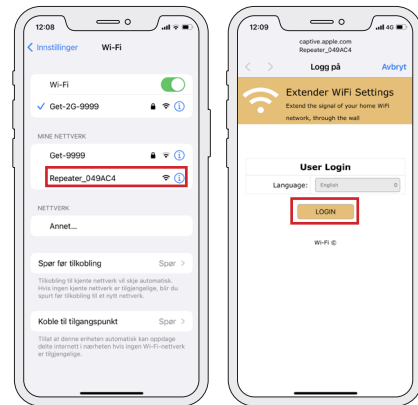 12:08
Innstillinger Wi-Fi
Wi-Fi
Get-2G-9999
MINE NETTVERK
Get-9999
Repeater_049AC4
NETTVERK
Annet...
Spør før tilkobling Spør
Tilkobling til kjente nettverk vil skje automatisk.
Hvis ingen kjente nettverk er tilgjengelige, blir du
spurt før tilkobling til et nytt nettverk.
Koble til tilgangspunkt Spør
Tillat at denne enheten automatisk kan oppdage
delte internett i nærheten hvis ingen Wi-Fi-nettverk
er tilgjengelige.
12:09 4G
captive.apple.com
Repeater_049AC4
Logg på Avbryt
Extender WiFi Settings
Extend the signal of your home WiFi
network, through the wall
User Login
Language: English
LOGIN
Wi-Fi ©